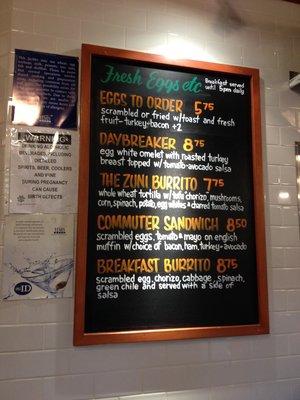 Fresh Eggs etc
Breakfast served
until 5pm daily
EGGS TO ORDER 5.75
scrambled or fried w/toast and fresh
fruit-turkey+bacon +2
DAYBREAKER 8.75
egg white omelet with roasted turkey
breast topped w/tomato-avocado salsa
THE ZUNI BURRITO 7.75
whole wheat tortilla w/tofu chorizo, mushrooms,
corn, spinach, potato, egg whites & charred tomato salsa
COMMUTER SANDWICH 8.50
scrambled eggs, tomato & mayo on english
muffin w/choice of bacon, ham, turkey + avocado
BREAKFAST BURRITO 8.75
scrambled egg, chorizo, cabbage, spinach,
green chile and served with a side of
salsa
WARNING
DRINKING ALCOHOLIC
BEVERAGES, INCLUDING
DISTILLED
SPIRITS, BEER, COOLERS
AND WINE
DURING PREGNANCY
CAN CAUSE
BIRTH DEFECTS
ID